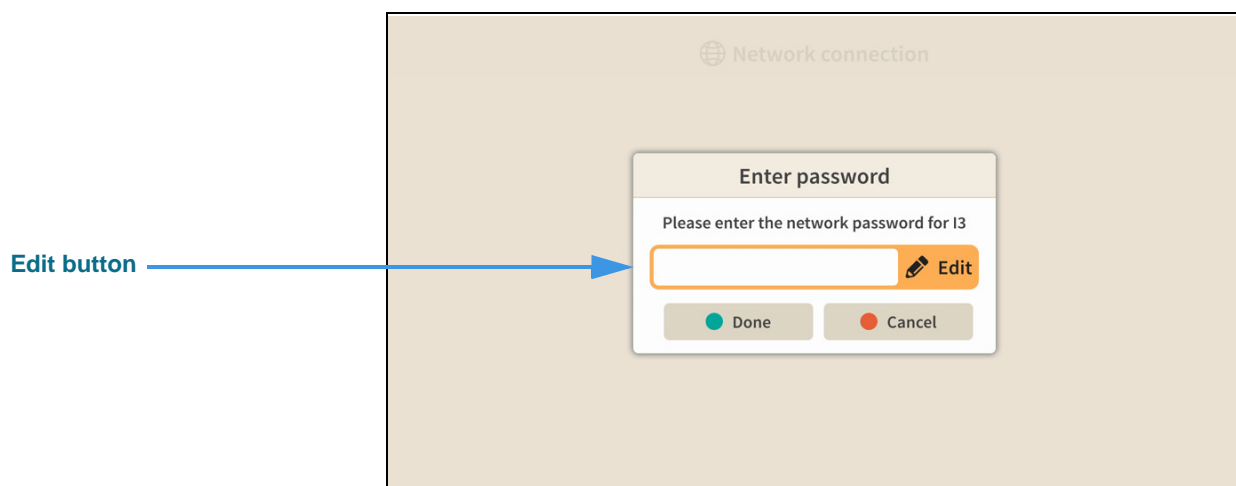 Network connection
Enter password
Please enter the network password for I3
Edit button
Edit
Done
Cancel